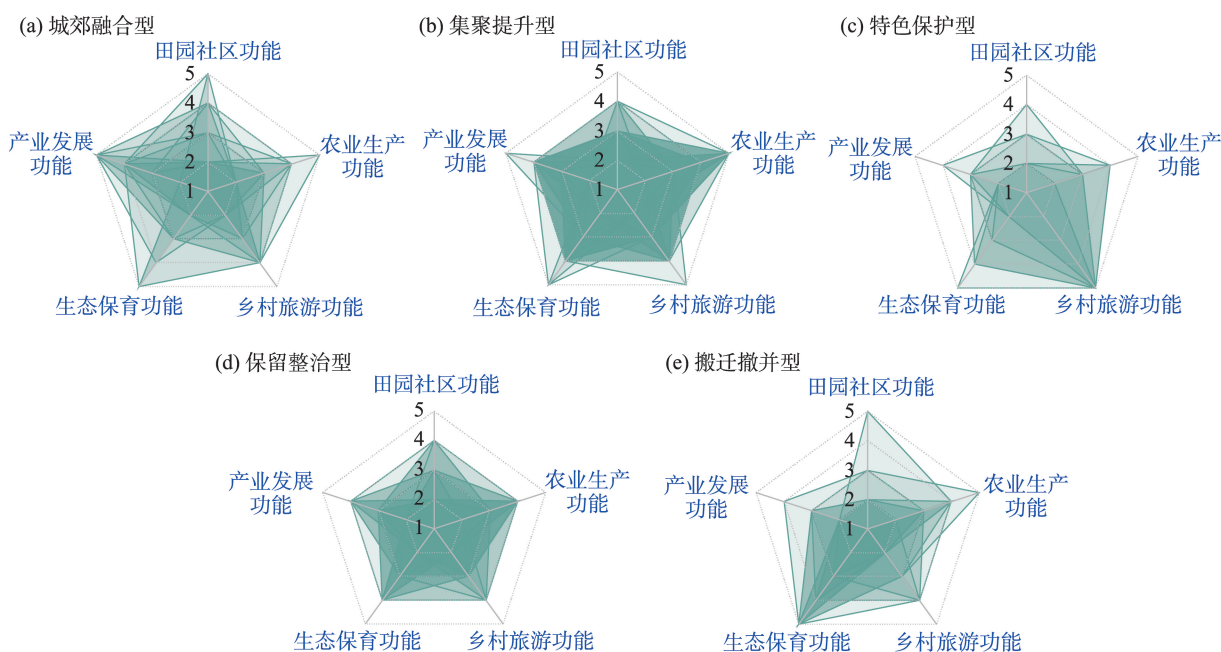 (a) 城郊融合型
田园社区功能
5
4
3
2
1
产业发展
功能
农业生产
功能
生态保育功能
乡村旅游功能
(b) 集聚提升型
田园社区功能
5
4
3
2
1
产业发展
功能
农业生产
功能
生态保育功能
乡村旅游功能
(c) 特色保护型
田园社区功能
5
4
3
2
1
产业发展
功能
农业生产
功能
生态保育功能
乡村旅游功能
(d) 保留整治型
田园社区功能
5
4
3
2
1
产业发展
功能
农业生产
功能
生态保育功能
乡村旅游功能
(e) 搬迁撤并型
田园社区功能
5
4
3
2
1
产业发展
功能
农业生产
功能
生态保育功能
乡村旅游功能